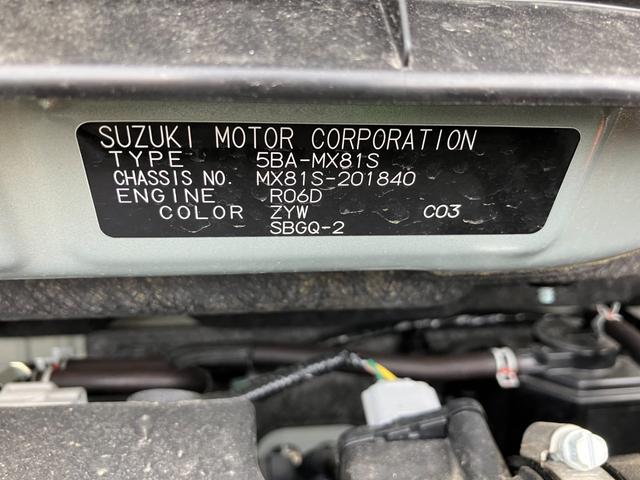 SUZUKI MOTOR CORPORATION
TYPE 5BA-MX81S
CHASSIS NO. MX81S-201840
ENGINE R06D
COLOR ZYW C03
SBGQ-2